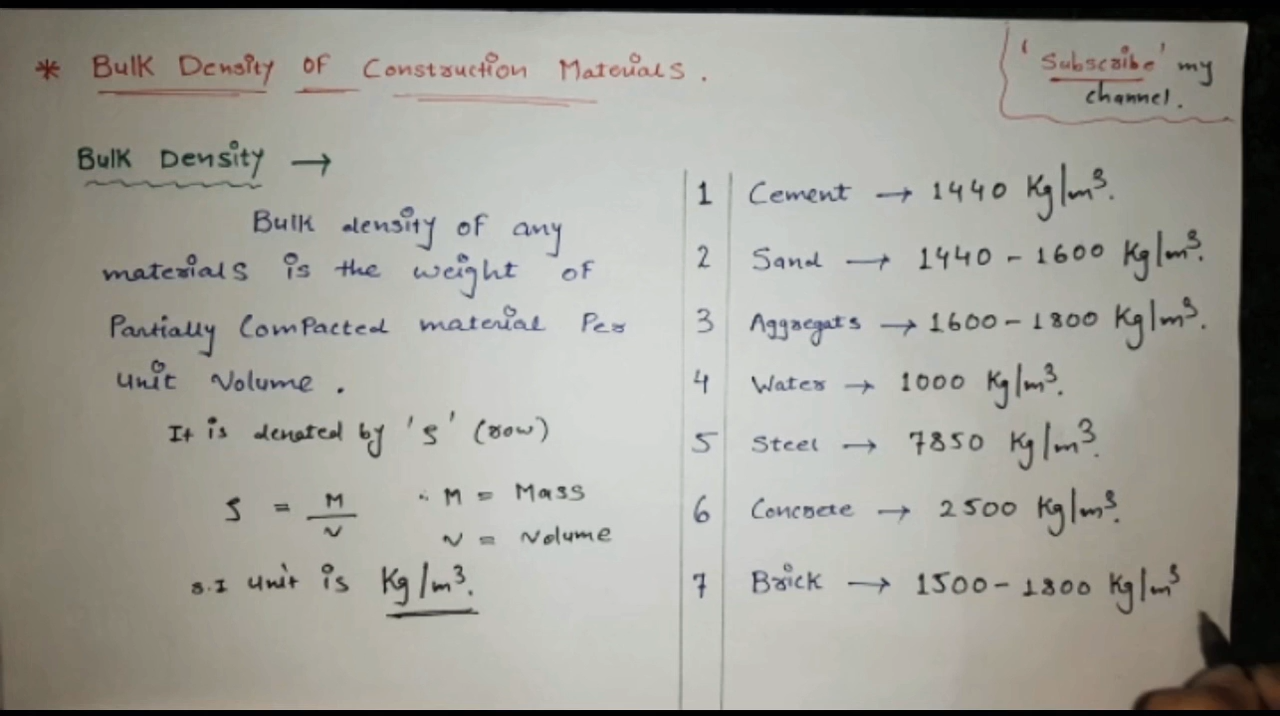 * Bulk Density of Construction Materials.
'Subscribe' my
channel.
Bulk Density →
Bulk density of any
materials is the weight of
Partially Compacted material Per
unit Volume.
It is denoted by 'ρ' (row)
ρ = M/V ∴ M = Mass
V = Volume
S.I unit is Kg/m³.
1 Cement → 1440 Kg/m³.
2 Sand → 1440 - 1600 Kg/m³.
3 Aggregats → 1600 - 1800 Kg/m³.
4 Water → 1000 Kg/m³.
5 Steel → 7850 Kg/m³.
6 Concrete → 2500 Kg/m³.
7 Brick → 1500 - 1800 Kg/m³